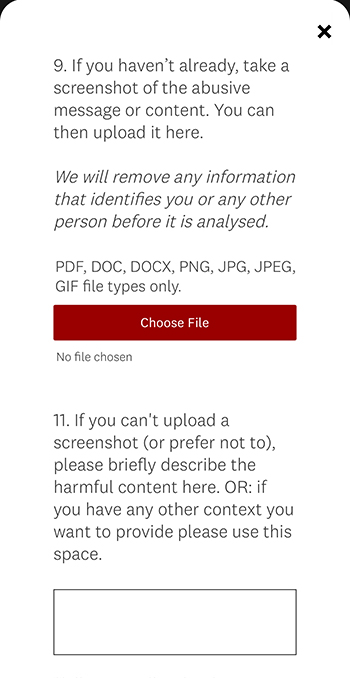 9. If you haven’t already, take a
screenshot of the abusive
message or content. You can
then upload it here.
We will remove any information
that identifies you or any other
person before it is analysed.
PDF, DOC, DOCX, PNG, JPG, JPEG,
GIF file types only.
Choose File
No file chosen
11. If you can't upload a
screenshot (or prefer not to),
please briefly describe the
harmful content here. OR: if
you have any other context you
want to provide please use this
space.